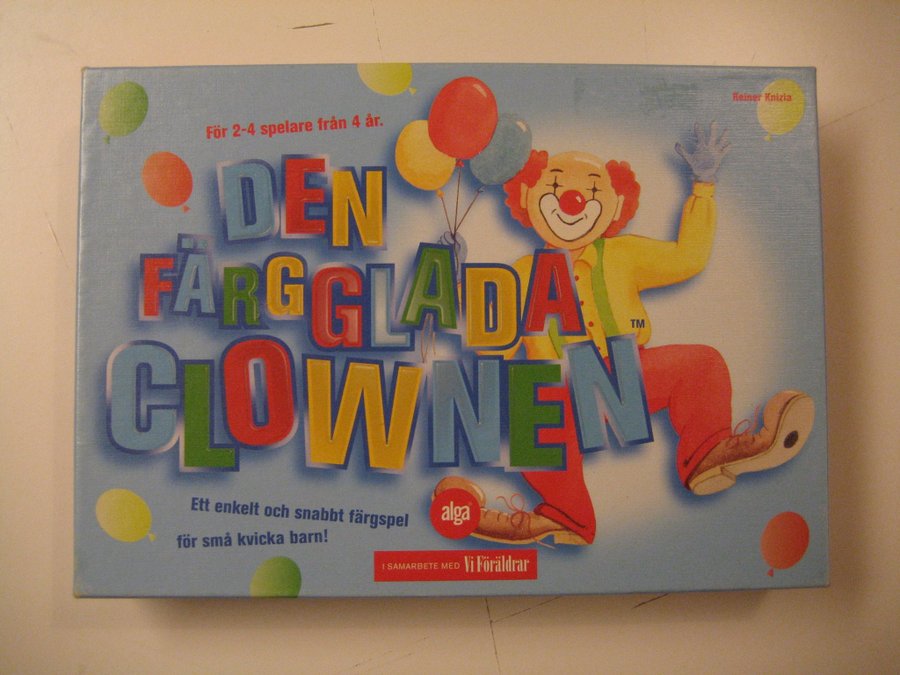 Reiner Knizia
För 2-4 spelare från 4 år.
DEN
FÄRGGLADA
CLOWNEN
TM
Ett enkelt och snabbt färgspel
för små kvicka barn!
alga
I SAMARBETE MED Vi Föräldrar